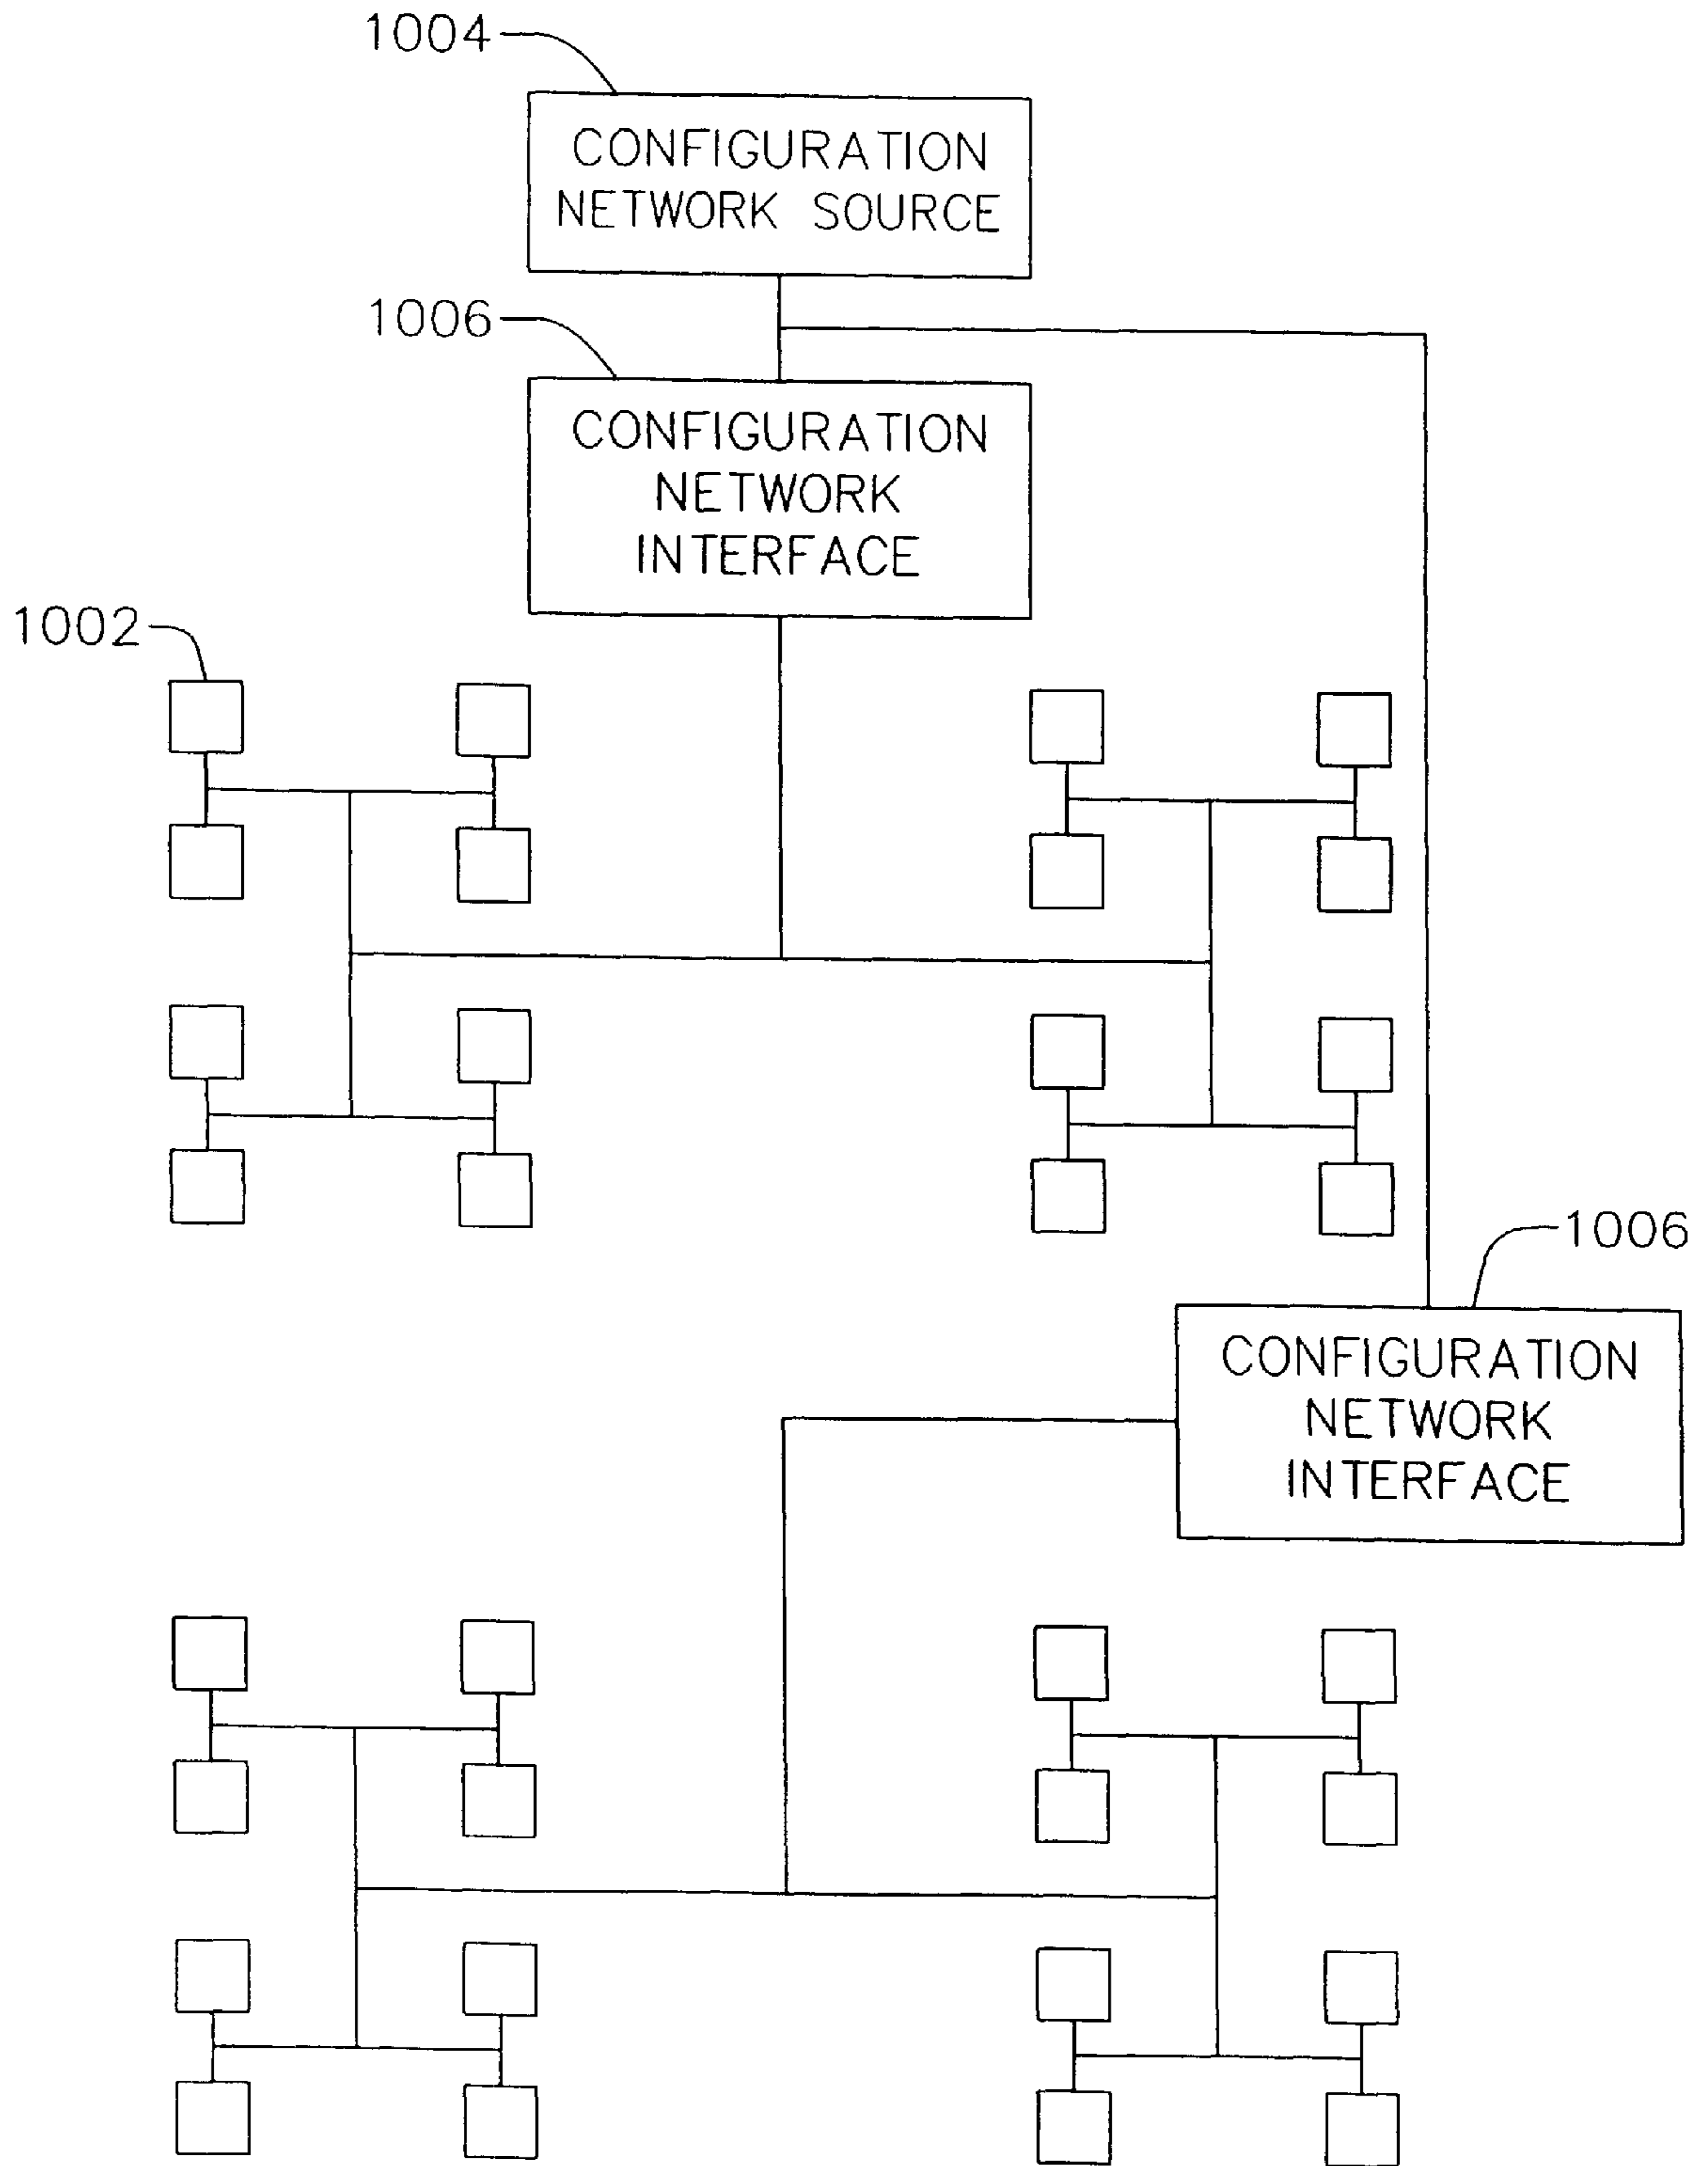 1004
CONFIGURATION
NETWORK SOURCE
1006
CONFIGURATION
NETWORK
INTERFACE
1002
1006
CONFIGURATION
NETWORK
INTERFACE